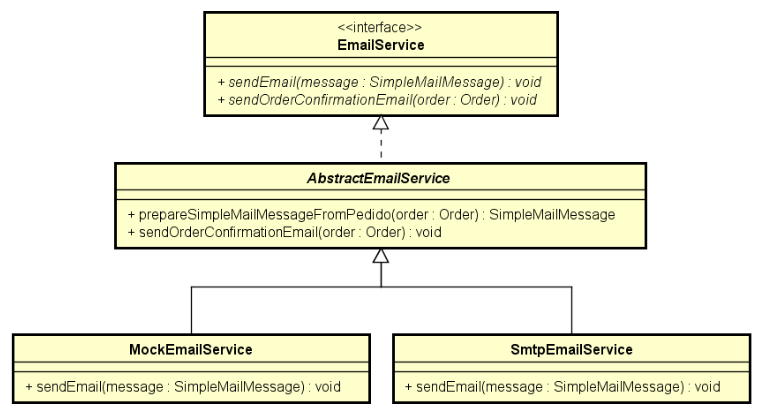 <<interface>>
EmailService
+ sendEmail(message : SimpleMailMessage) : void
+ sendOrderConfirmationEmail(order : Order) : void
AbstractEmailService
+ prepareSimpleMailMessageFromPedido(order : Order) : SimpleMailMessage
+ sendOrderConfirmationEmail(order : Order) : void
MockEmailService
+ sendEmail(message : SimpleMailMessage) : void
SmtpEmailService
+ sendEmail(message : SimpleMailMessage) : void